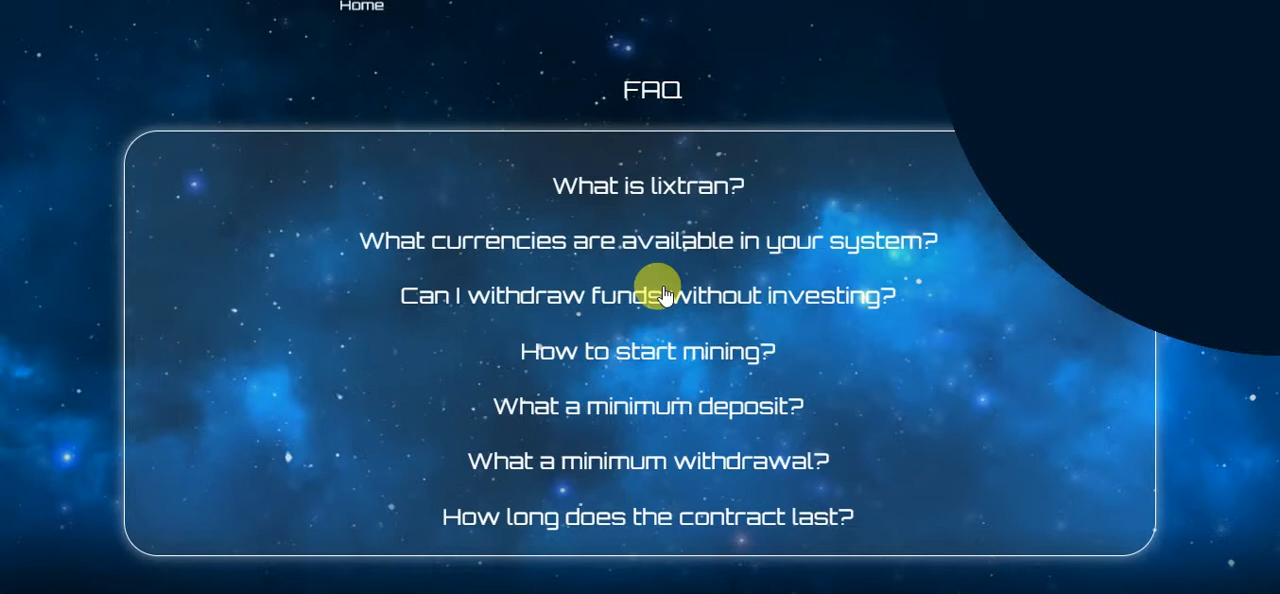 Home
FAQ
What is lixtran?
What currencies are available in your system?
Can I withdraw funds without investing?
How to start mining?
What a minimum deposit?
What a minimum withdrawal?
How long does the contract last?